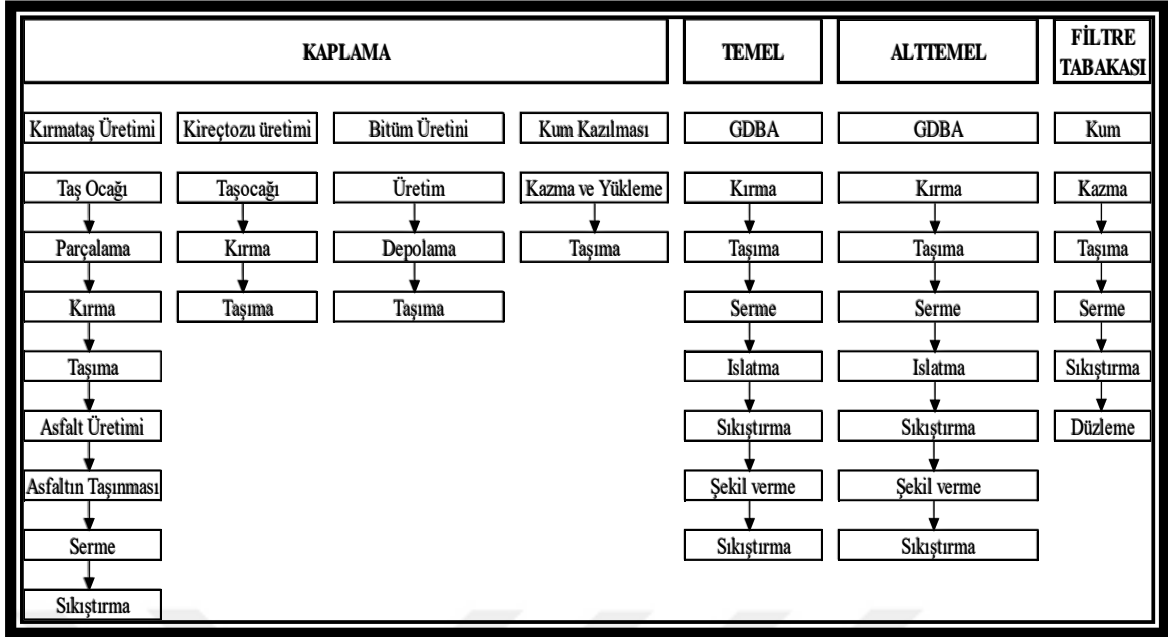 KAPLAMA
TEMEL
ALTTEMEL
FİLTRE
TABAKASI
Kırmataş Üretimi
Kireçtozu üretimi
Bitüm Üretini
Kum Kazılması
GDBA
GDBA
Kum
Taş Ocağı
Taşocağı
Üretim
Kazma ve Yükleme
Kırma
Kırma
Kazma
Parçalama
Kırma
Depolama
Taşıma
Taşıma
Taşıma
Taşıma
Kırma
Taşıma
Taşıma
Serme
Serme
Serme
Taşıma
Islatma
Islatma
Sıkıştırma
Asfalt Üretimi
Sıkıştırma
Sıkıştırma
Düzleme
Asfaltın Taşınması
Şekil verme
Şekil verme
Serme
Sıkıştırma
Sıkıştırma
Sıkıştırma